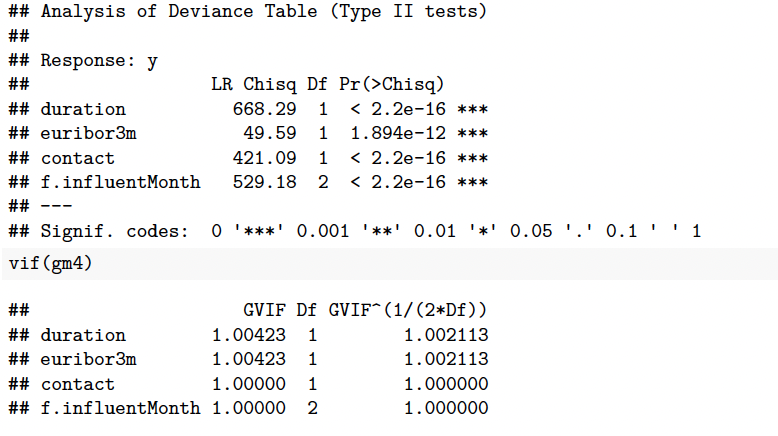 ## Analysis of Deviance Table (Type II tests)
##
## Response: y
##                 LR Chisq Df Pr(>Chisq)
## duration          668.29  1  < 2.2e-16 ***
## euribor3m          49.59  1  1.894e-12 ***
## contact           421.09  1  < 2.2e-16 ***
## f.influentMonth   529.18  2  < 2.2e-16 ***
## ---
## Signif. codes:  0 '***' 0.001 '**' 0.01 '*' 0.05 '.' 0.1 ' ' 1
vif(gm4)
##                    GVIF Df GVIF^(1/(2*Df))
## duration        1.00423  1        1.002113
## euribor3m       1.00423  1        1.002113
## contact         1.00000  1        1.000000
## f.influentMonth 1.00000  2        1.000000